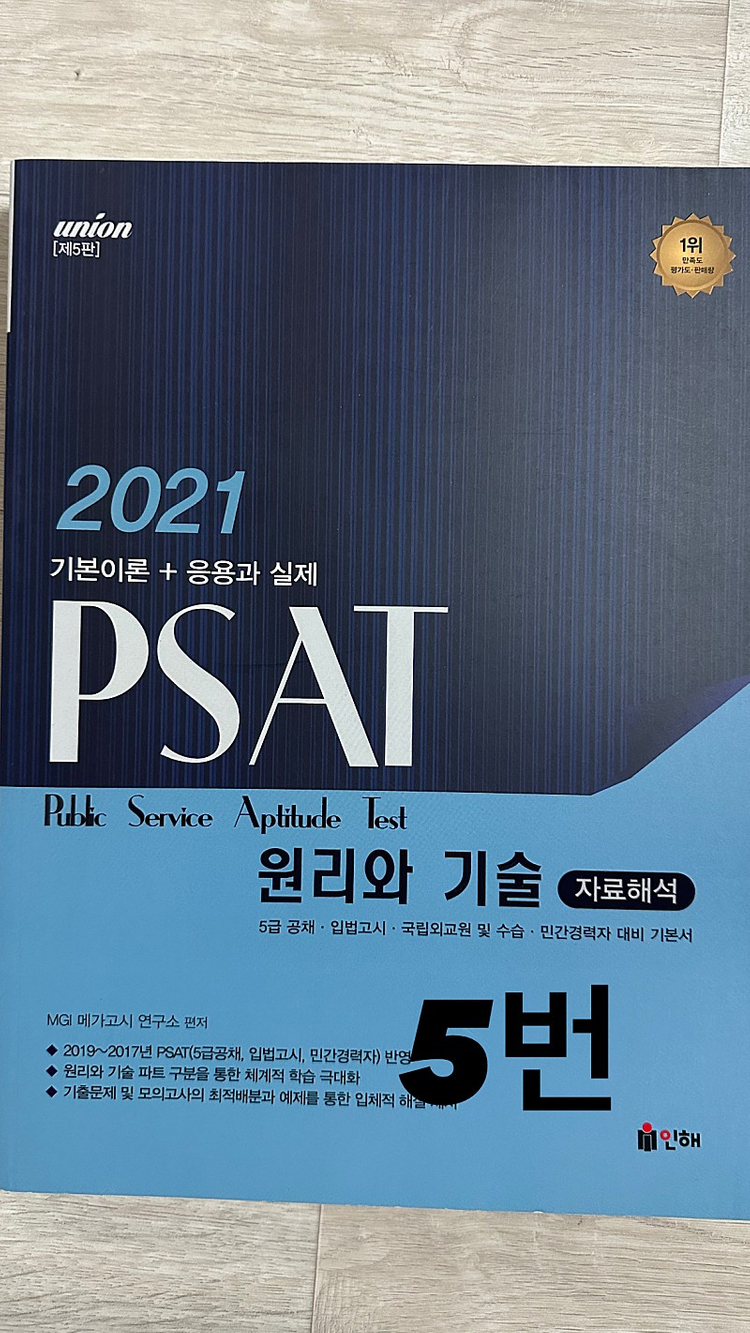 union
[제5판]
1위
만족도
평가도·판매량
2021
기본이론 + 응용과 실제
PSAT
Public Service Aptitude Test
원리와 기술 자료해석
5급 공채 · 입법고시 · 국립외교원 및 수습 · 민간경력자 대비 기본서
MGI 메가고시 연구소 편저
◆ 2019~2017년 PSAT(5급공채, 입법고시, 민간경력자) 반영
◆ 원리와 기술 파트 구분을 통한 체계적 학습 극대화
◆ 기출문제 및 모의고사의 최적배분과 예제를 통한 입체적
5번
인해